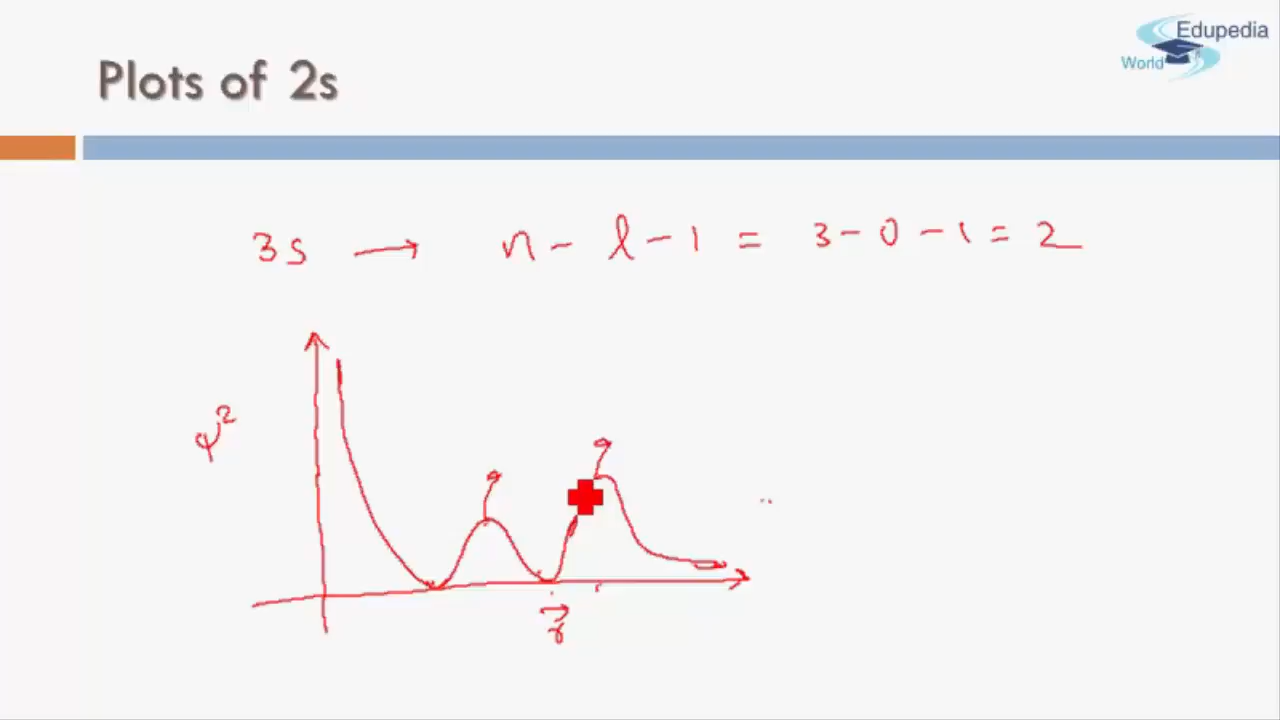 Edupedia
World
Plots of 2s
3s → n - l - 1 = 3 - 0 - 1 = 2
ψ²
r